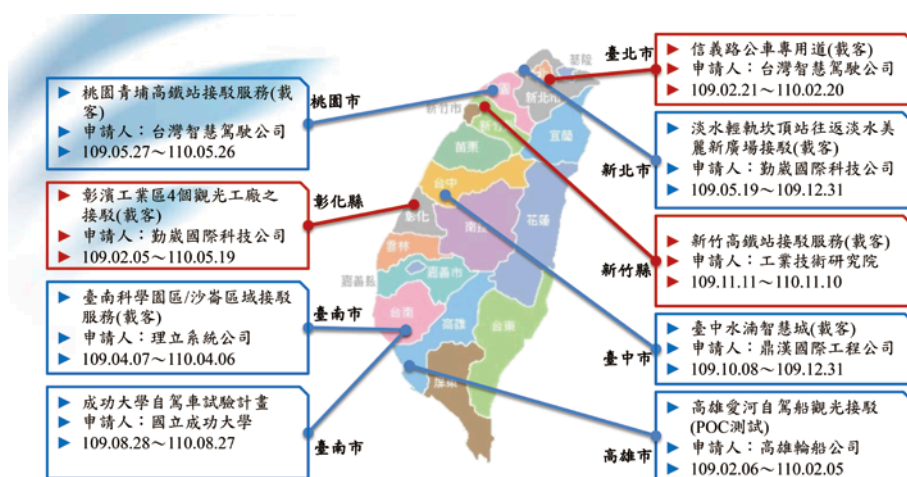 桃園青埔高鐵站接駁服務(載
客)
申請人：台灣智慧駕駛公司
109.05.27～110.05.26
桃園市
彰濱工業區4個觀光工廠之
接駁(載客)
申請人：勤崴國際科技公司
109.02.05～110.05.19
彰化縣
臺南科學園區/沙崙區域接駁
服務(載客)
申請人：理立系統公司
109.04.07～110.04.06
臺南市
成功大學自駕車試驗計畫
申請人：國立成功大學
109.08.28～110.08.27
臺南市
基隆
新北市
新竹市
宜蘭
苗栗
台中
彰化
花蓮
雲林
嘉義市
台南
高雄
台東
臺北市
信義路公車專用道(載客)
申請人：台灣智慧駕駛公司
109.02.21～110.02.20
新北市
淡水輕軌坎頂站往返淡水美
麗新廣場接駁(載客)
申請人：勤崴國際科技公司
109.05.19～109.12.31
新竹縣
新竹高鐵站接駁服務(載客)
申請人：工業技術研究院
109.11.11～110.11.10
臺中市
臺中水湳智慧城(載客)
申請人：鼎漢國際工程公司
109.10.08～109.12.31
高雄市
高雄愛河自駕船觀光接駁
(POC測試)
申請人：高雄輪船公司
109.02.06～110.02.05